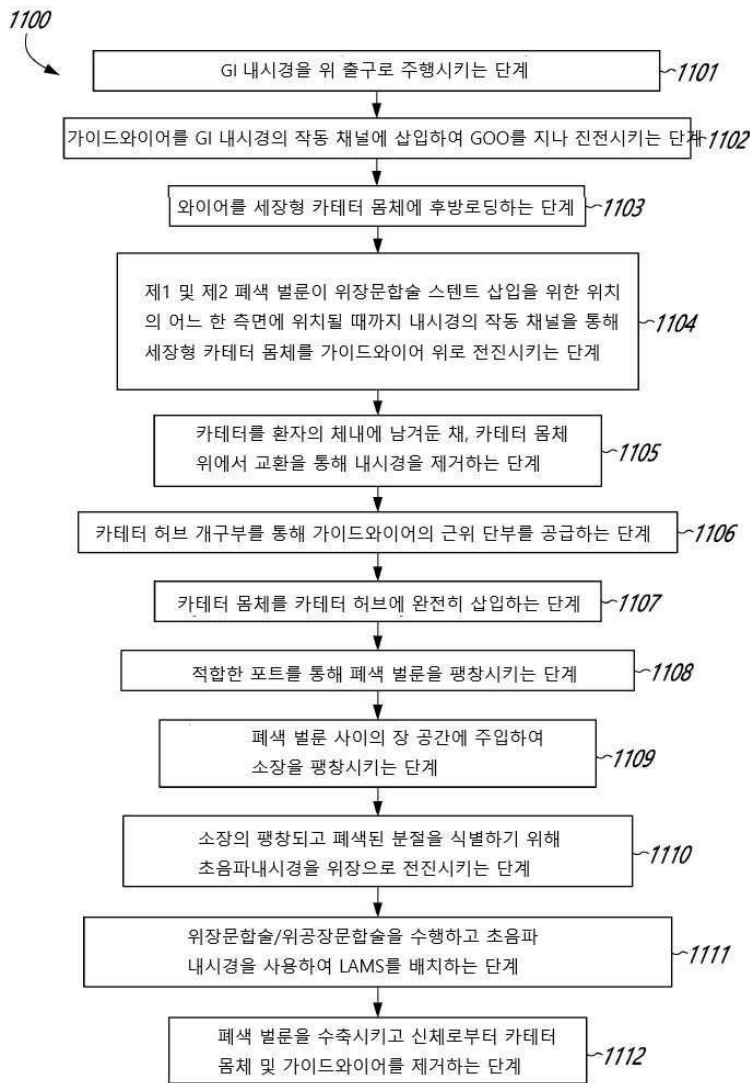 1100
GI 내시경을 위 출구로 주행시키는 단계
1101
가이드와이어를 GI 내시경의 작동 채널에 삽입하여 GOO를 지나 진전시키는 단계
1102
와이어를 세장형 카테터 몸체에 후방로딩하는 단계
1103
제1 및 제2 폐색 벌룬이 위장문합술 스텐트 삽입을 위한 위치
의 어느 한 측면에 위치될 때까지 내시경의 작동 채널을 통해
세장형 카테터 몸체를 가이드와이어 위로 전진시키는 단계
1104
카테터를 환자의 체내에 남겨둔 채, 카테터 몸체
위에서 교환을 통해 내시경을 제거하는 단계
1105
카테터 허브 개구부를 통해 가이드와이어의 근위 단부를 공급하는 단계
1106
카테터 몸체를 카테터 허브에 완전히 삽입하는 단계
1107
적합한 포트를 통해 폐색 벌룬을 팽창시키는 단계
1108
폐색 벌룬 사이의 장 공간에 주입하여
소장을 팽창시키는 단계
1109
소장의 팽창되고 폐색된 분절을 식별하기 위해
초음파내시경을 위장으로 전진시키는 단계
1110
위장문합술/위공장문합술을 수행하고 초음파
내시경을 사용하여 LAMS를 배치하는 단계
1111
폐색 벌룬을 수축시키고 신체로부터 카테터
몸체 및 가이드와이어를 제거하는 단계
1112